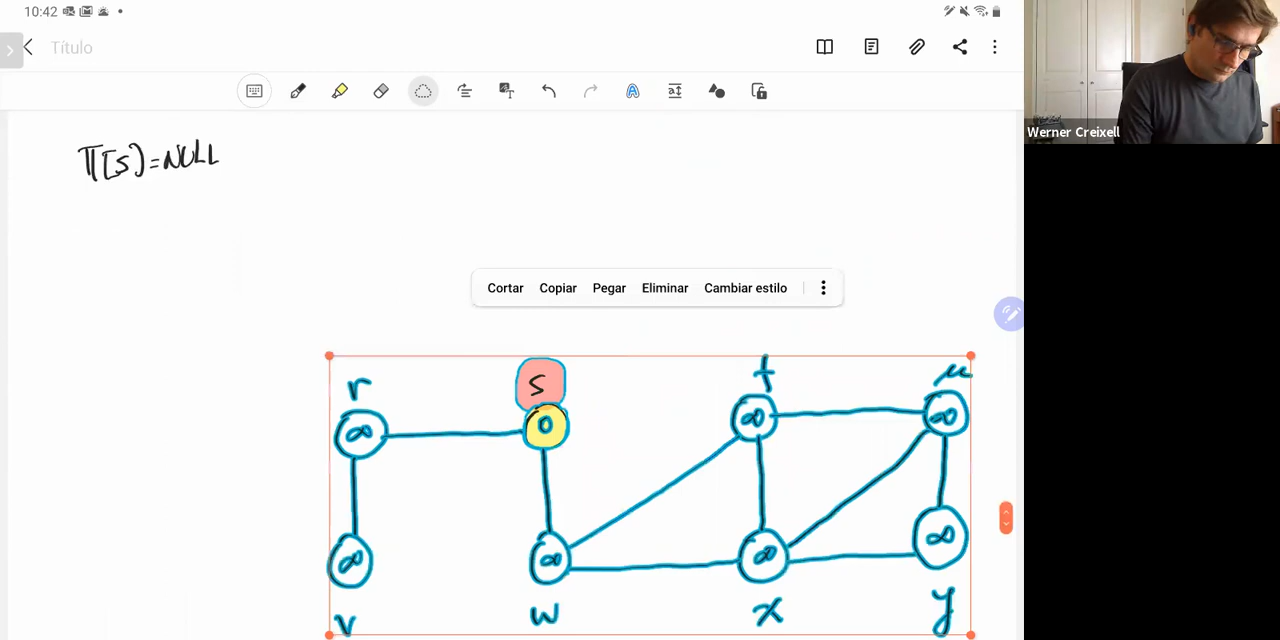 10:42
Título
Werner Creixell
π[s]=NULL
Cortar Copiar Pegar Eliminar Cambiar estilo
r s t u
∞ 0 ∞ ∞
∞ ∞ ∞ ∞
v w x y